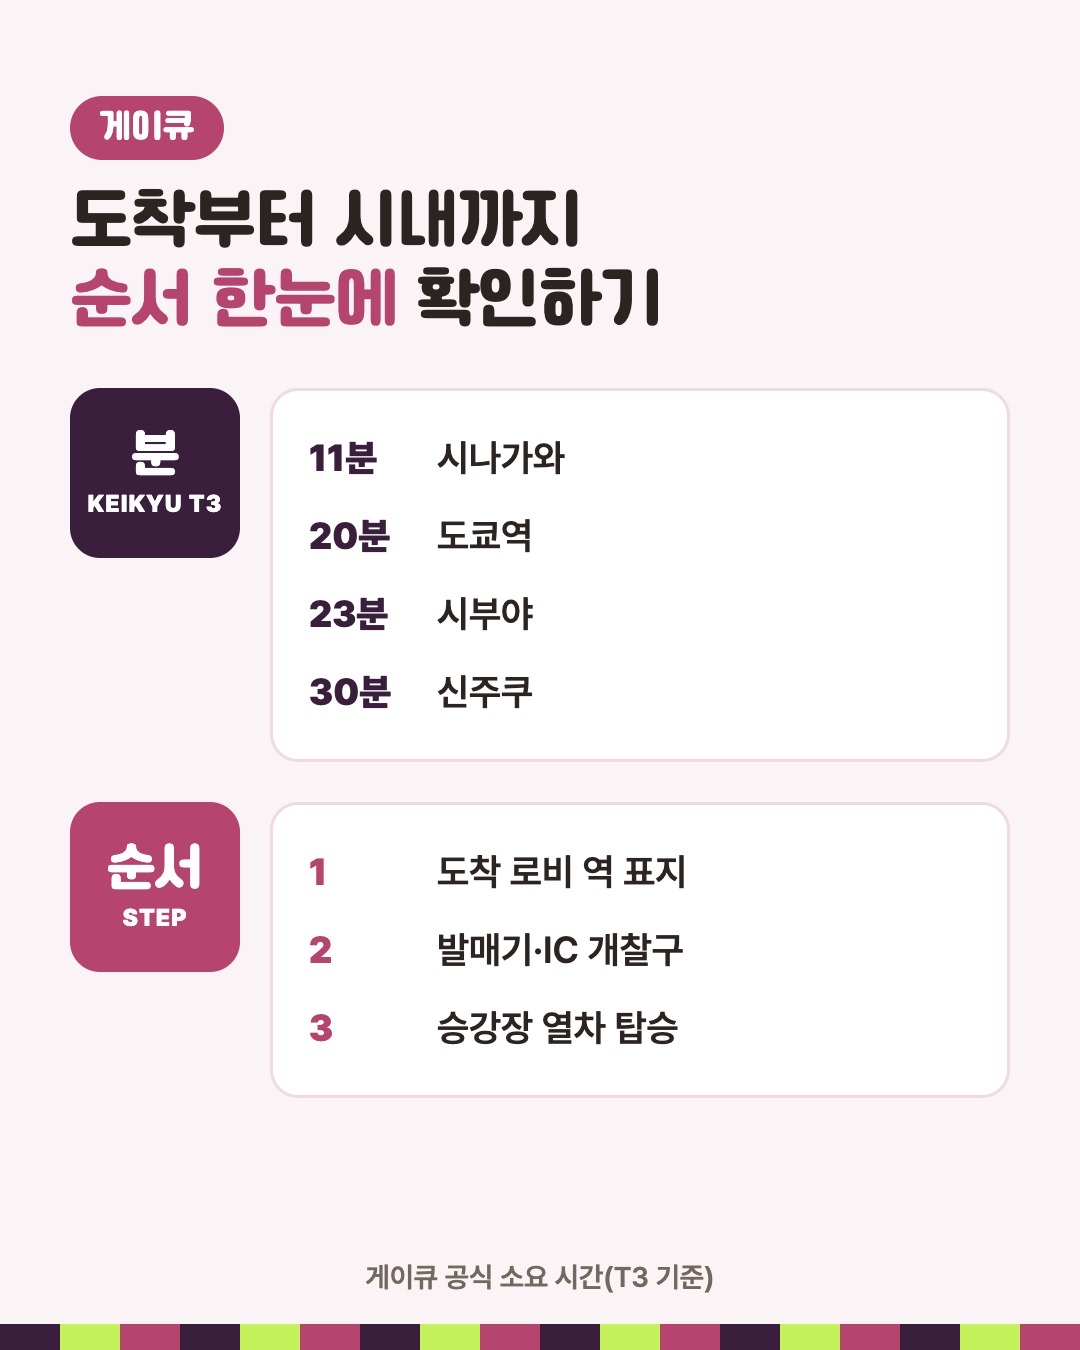 게이큐
도착부터 시내까지
순서 한눈에 확인하기
분
KEIKYU T3
11분 시나가와
20분 도쿄역
23분 시부야
30분 신주쿠
순서
STEP
1 도착 로비 역 표지
2 발매기·IC 개찰구
3 승강장 열차 탑승
게이큐 공식 소요 시간(T3 기준)